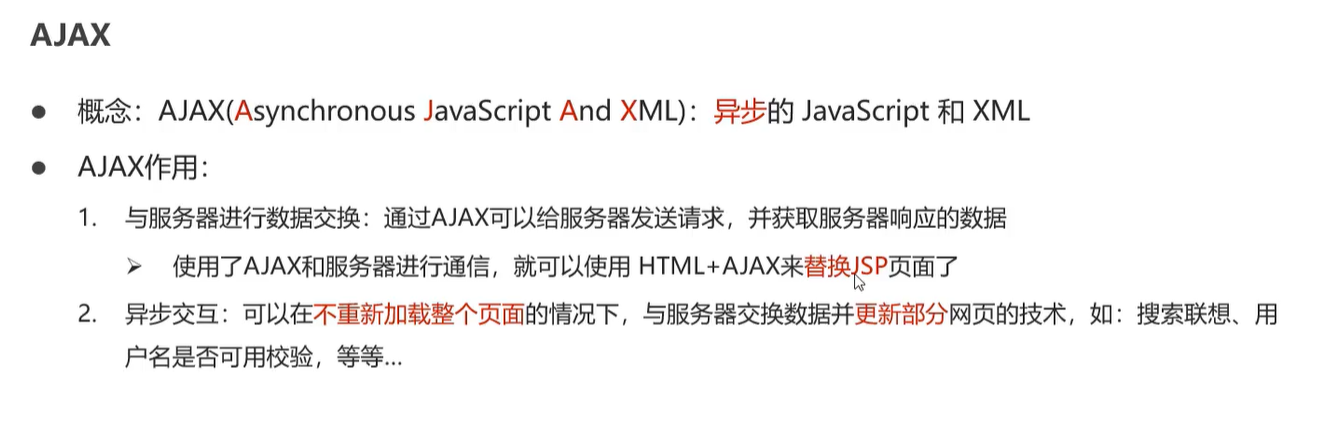 AJAX
● 概念：AJAX(Asynchronous JavaScript And XML)：异步的 JavaScript 和 XML
● AJAX作用：
1. 与服务器进行数据交换：通过AJAX可以给服务器发送请求，并获取服务器响应的数据
➢ 使用了AJAX和服务器进行通信，就可以使用 HTML+AJAX来替换JSP页面了
2. 异步交互：可以在不重新加载整个页面的情况下，与服务器交换数据并更新部分网页的技术，如：搜索联想、用
户名是否可用校验，等等...